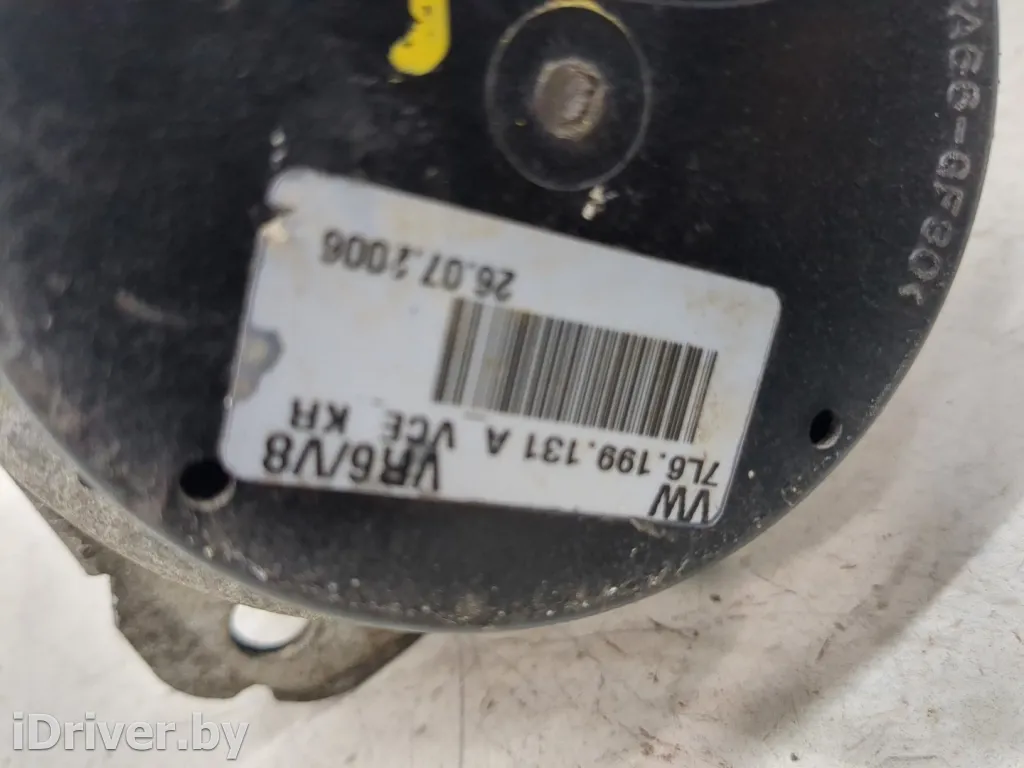 VW VR6/V8
7L6.199.131 A VCE KR
26.07.2006
iDriver.by